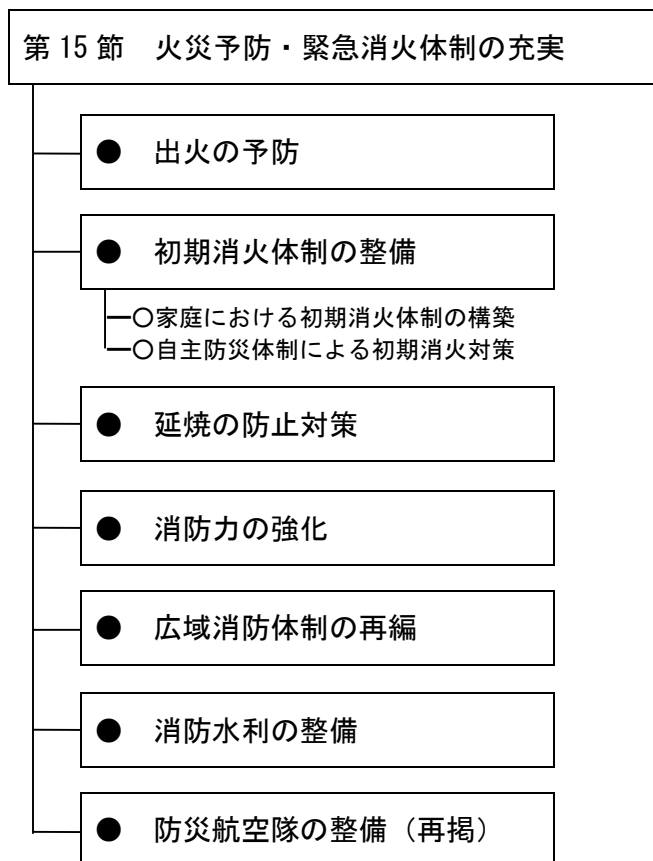 第15節　火災予防・緊急消火体制の充実
●　出火の予防
●　初期消火体制の整備
○家庭における初期消火体制の構築
○自主防災体制による初期消火対策
●　延焼の防止対策
●　消防力の強化
●　広域消防体制の再編
●　消防水利の整備
●　防災航空隊の整備（再掲）